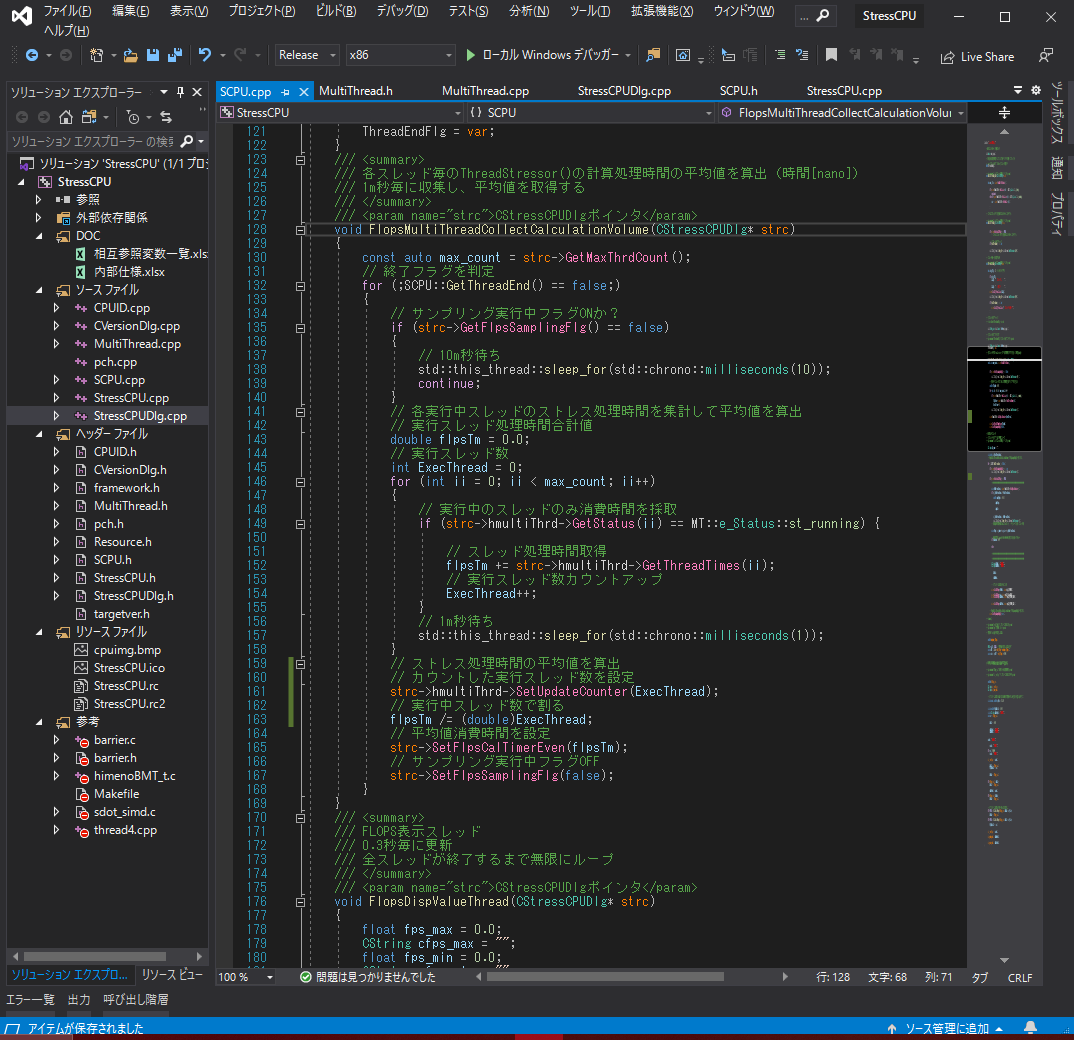 ファイル(F) 編集(E) 表示(V) プロジェクト(P) ビルド(B) デバッグ(D) テスト(S) 分析(N) ツール(T) 拡張機能(X) ウィンドウ(W) ... StressCPU
ヘルプ(H)
Release x86 ローカル Windows デバッガー Live Share
ソリューション エクスプローラー
ソリューション エクスプローラー の検索
ソリューション 'StressCPU' (1/1 プロ
StressCPU
参照
外部依存関係
DOC
相互参照変数一覧.xls
内部仕様.xlsx
ソース ファイル
CPUID.cpp
CVersionDlg.cpp
MultiThread.cpp
pch.cpp
SCPU.cpp
StressCPU.cpp
StressCPUDlg.cpp
ヘッダー ファイル
CPUID.h
CVersionDlg.h
framework.h
MultiThread.h
pch.h
Resource.h
SCPU.h
StressCPU.h
StressCPUDlg.h
targetver.h
リソース ファイル
cpuimg.bmp
StressCPU.ico
StressCPU.rc
StressCPU.rc2
参考
barrier.c
barrier.h
himenoBMT_t.c
Makefile
sdot_simd.c
thread4.cpp
ソリューション エクスプロ... リソース ビュー
SCPU.cpp MultiThread.h MultiThread.cpp StressCPUDlg.cpp SCPU.h StressCPU.cpp
StressCPU {} SCPU FlopsMultiThreadCollectCalculationVolu
121 ThreadEndFlg = var;
122 }
123 /// <summary>
124 /// 各スレッド毎のThreadStressor()の計算処理時間の平均値を算出 (時間[nano])
125 /// 1m秒毎に収集し、平均値を取得する
126 /// </summary>
127 /// <param name="strc">CStressCPUDlgポインタ</param>
128 void FlopsMultiThreadCollectCalculationVolume(CStressCPUDlg* strc)
129 {
130 const auto max_count = strc->GetMaxThrdCount();
131 // 終了フラグを判定
132 for (;SCPU::GetThreadEnd() == false;)
133 {
134 // サンプリング実行中フラグONか？
135 if (strc->GetFlpsSamplingFlg() == false)
136 {
137 // 10m秒待ち
138 std::this_thread::sleep_for(std::chrono::milliseconds(10));
139 continue;
140 }
141 // 各実行中スレッドのストレス処理時間を集計して平均値を算出
142 // 実行スレッド処理時間合計値
143 double flpsTm = 0.0;
144 // 実行スレッド数
145 int ExecThread = 0;
146 for (int ii = 0; ii < max_count; ii++)
147 {
148 // 実行中のスレッドのみ消費時間を採取
149 if (strc->hmultiThrd->GetStatus(ii) == MT::e_Status::st_running) {
150
151 // スレッド処理時間取得
152 flpsTm += strc->hmultiThrd->GetThreadTimes(ii);
153 // 実行スレッド数カウントアップ
154 ExecThread++;
155 }
156 // 1m秒待ち
157 std::this_thread::sleep_for(std::chrono::milliseconds(1));
158 }
159 // ストレス処理時間の平均値を算出
160 // カウントした実行スレッド数を設定
161 strc->hmultiThrd->SetUpdateCounter(ExecThread);
162 // 実行中スレッド数で割る
163 flpsTm /= (double)ExecThread;
164 // 平均値消費時間を設定
165 strc->SetFlpsCalTimerEven(flpsTm);
166 // サンプリング実行中フラグOFF
167 strc->SetFlpsSamplingFlg(false);
168 }
169 }
170 /// <summary>
171 /// FLOPS表示スレッド
172 /// 0.3秒毎に更新
173 /// 全スレッドが終了するまで無限にループ
174 /// </summary>
175 /// <param name="strc">CStressCPUDlgポインタ</param>
176 void FlopsDispValueThread(CStressCPUDlg* strc)
177 {
178 float fps_max = 0.0;
179 CString cfps_max = "";
180 float fps_min = 0.0;
ツールボックス
通知
プロパティ
100 % 問題は見つかりませんでした 行: 128 文字: 68 列: 71 タブ CRLF
エラー一覧 出力 呼び出し階層
アイテムが保存されました ソース管理に追加